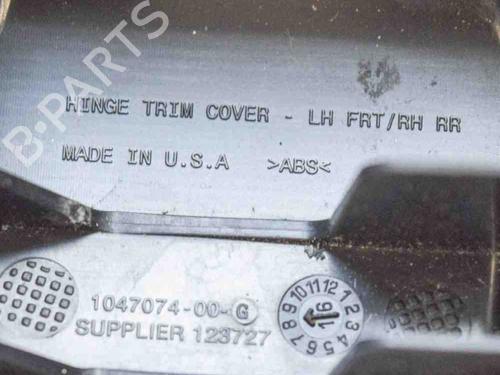 B-PARTS
HINGE TRIM COVER - LH FRT/RH RR
MADE IN U.S.A >ABS<
1047074-00-G
SUPPLIER 123727
1 2 3 4 5 6 7 8 9 10 11 12
16